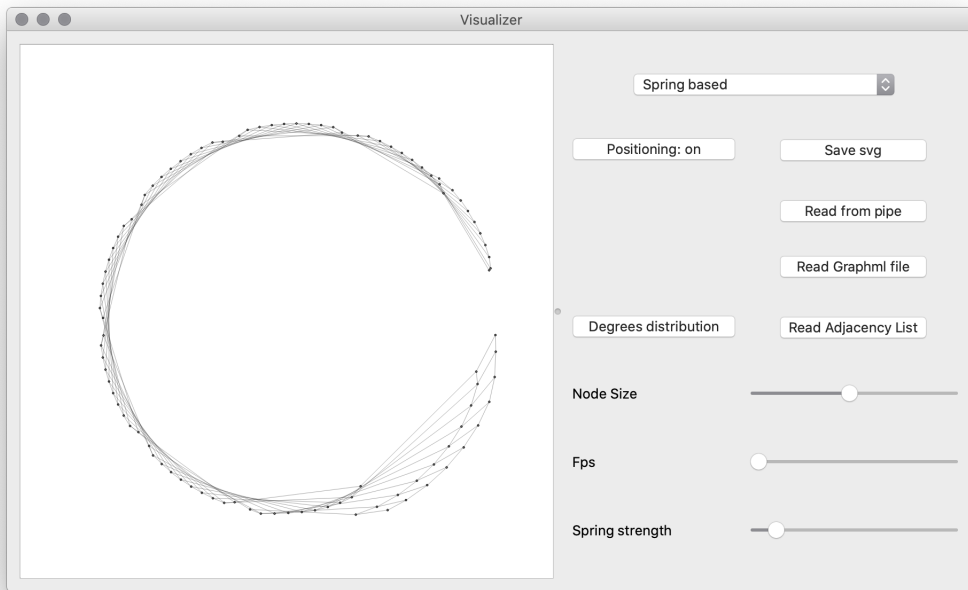 Visualizer
Spring based
Positioning: on
Save svg
Read from pipe
Read Graphml file
Degrees distribution
Read Adjacency List
Node Size
Fps
Spring strength